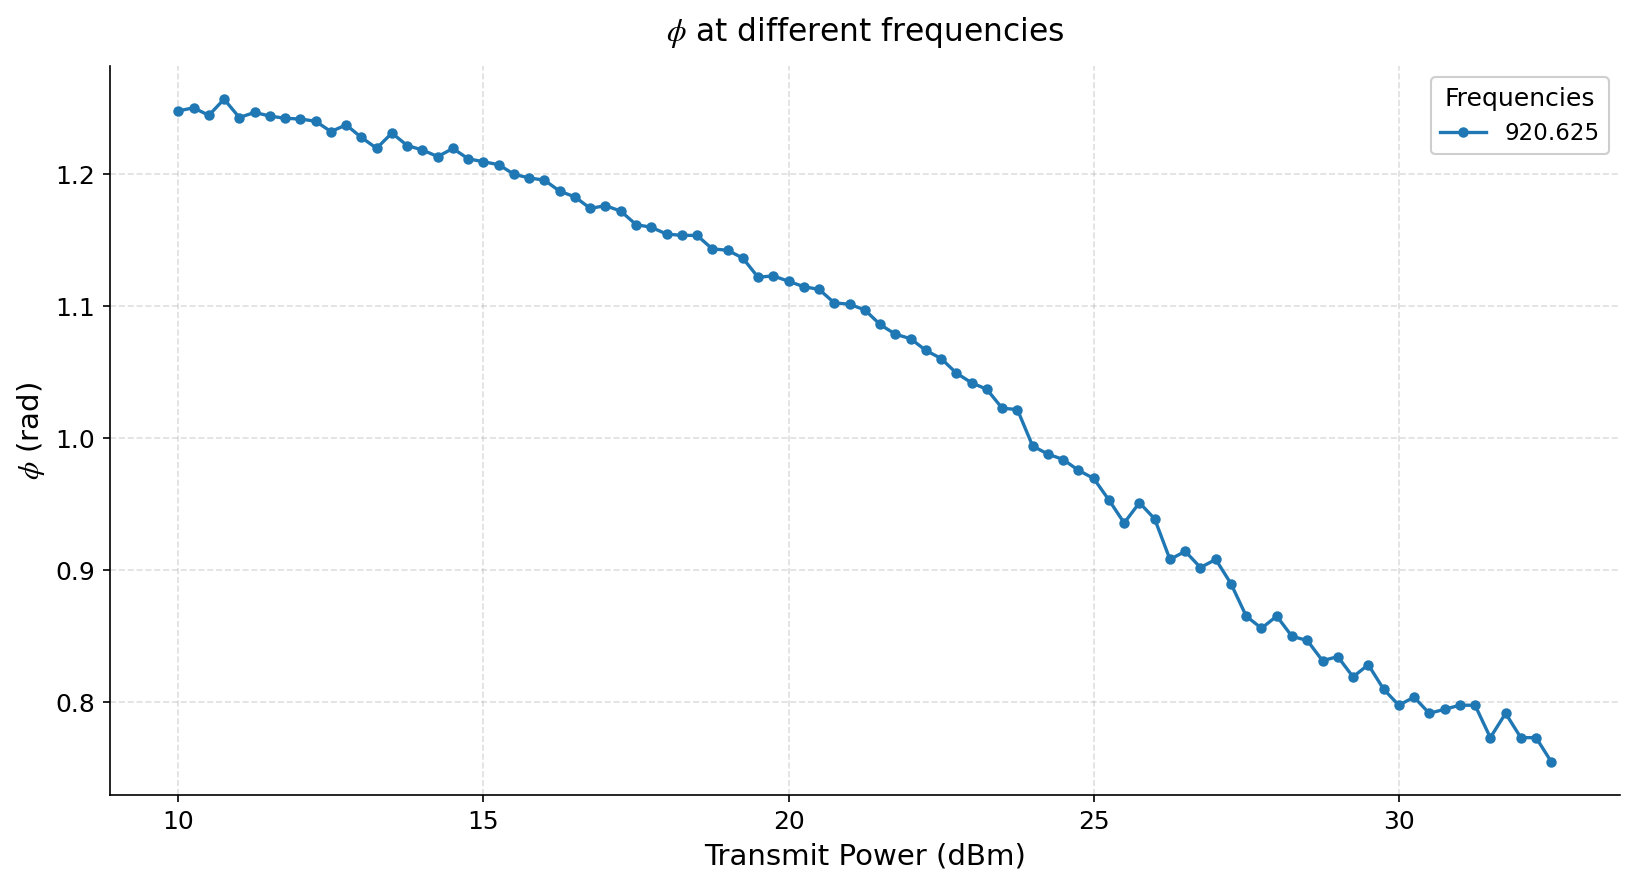 ϕ at different frequencies
Frequencies
920.625
ϕ (rad)
1.2
1.1
1.0
0.9
0.8
10 15 20 25 30
Transmit Power (dBm)